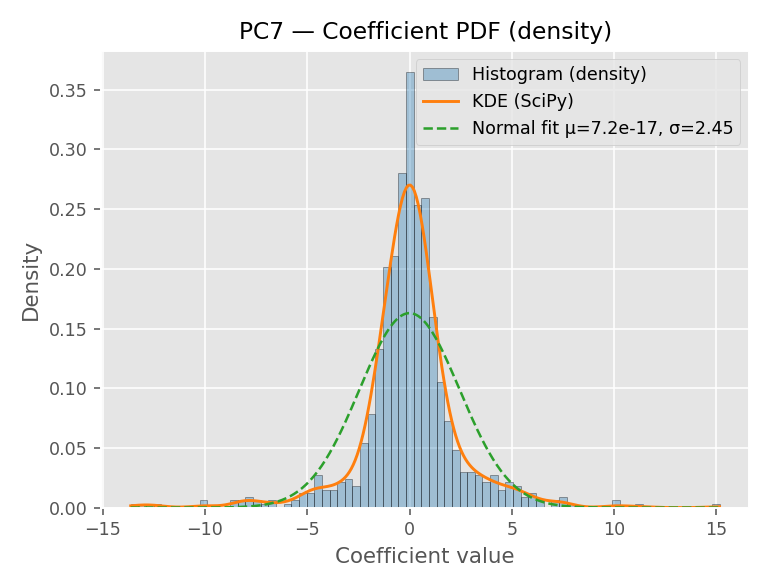 PC7 — Coefficient PDF (density)
Histogram (density)
KDE (SciPy)
Normal fit μ=7.2e-17, σ=2.45
Density
0.35
0.30
0.25
0.20
0.15
0.10
0.05
0.00
−15 −10 −5 0 5 10 15
Coefficient value